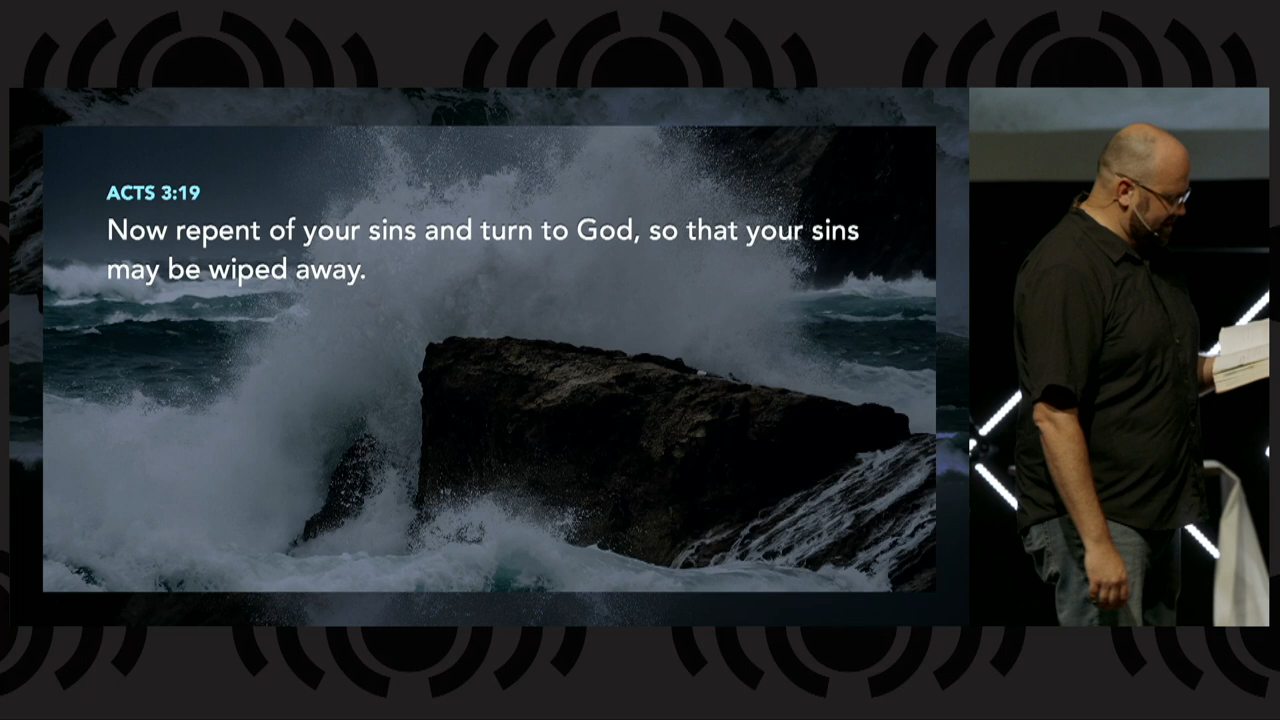 ACTS 3:19
Now repent of your sins and turn to God, so that your sins
may be wiped away.